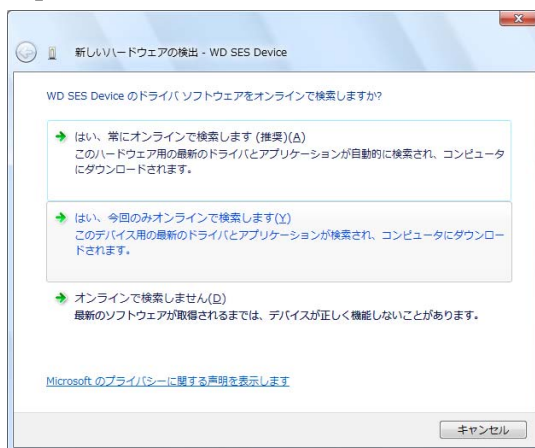 新しいハードウェアの検出 - WD SES Device
WD SES Device のドライバ ソフトウェアをオンラインで検索しますか?
はい、常にオンラインで検索します (推奨)(A)
このハードウェア用の最新のドライバとアプリケーションが自動的に検索され、コンピュータ
にダウンロードされます。
はい、今回のみオンラインで検索します(Y)
このデバイス用の最新のドライバとアプリケーションが検索され、コンピュータにダウンロー
ドされます。
オンラインで検索しません(D)
最新のソフトウェアが取得されるまでは、デバイスが正しく機能しないことがあります。
Microsoft のプライバシーに関する声明を表示します
キャンセル